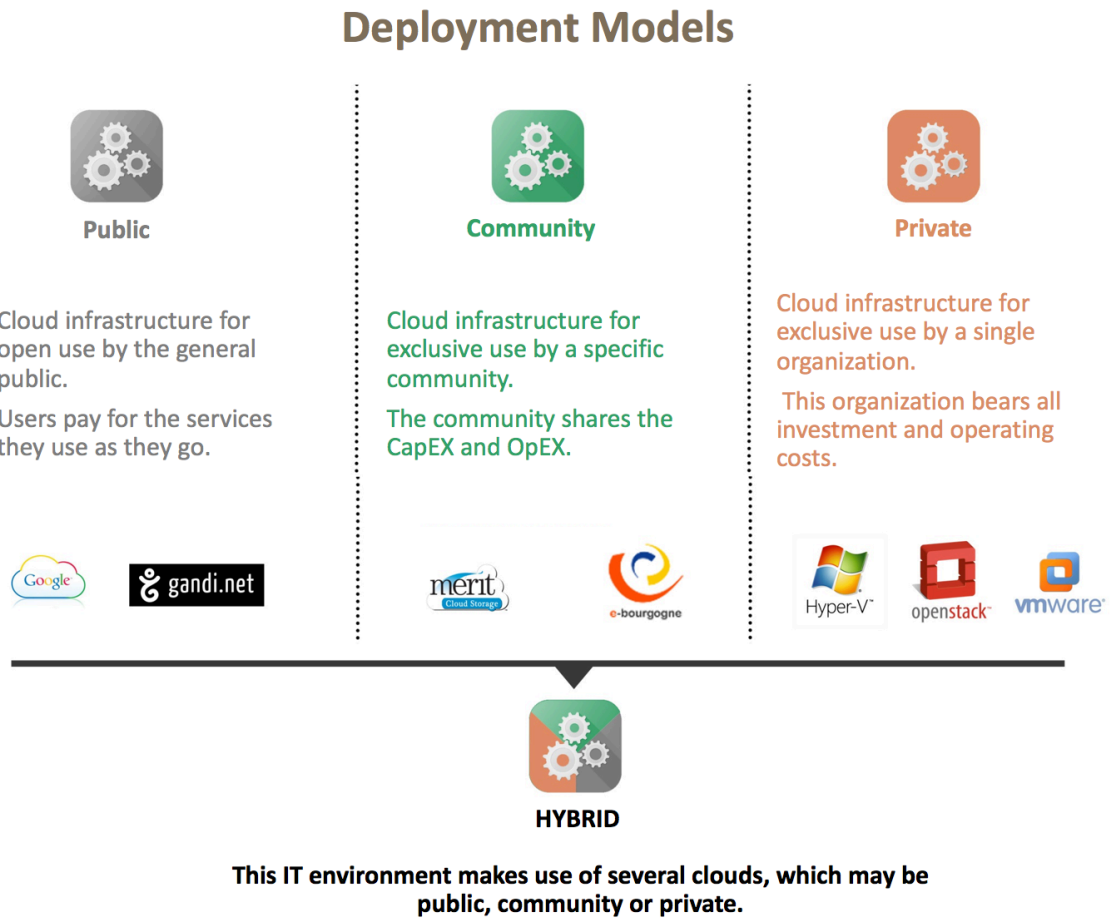 Deployment Models
Public
Cloud infrastructure for
open use by the general
public.
Users pay for the services
they use as they go.
Google
gandi.net
Community
Cloud infrastructure for
exclusive use by a specific
community.
The community shares the
CapEX and OpEX.
merit
Cloud Storage
e-bourgogne
Private
Cloud infrastructure for
exclusive use by a single
organization.
This organization bears all
investment and operating
costs.
Hyper-V™
openstack™
vmware®
HYBRID
This IT environment makes use of several clouds, which may be
public, community or private.